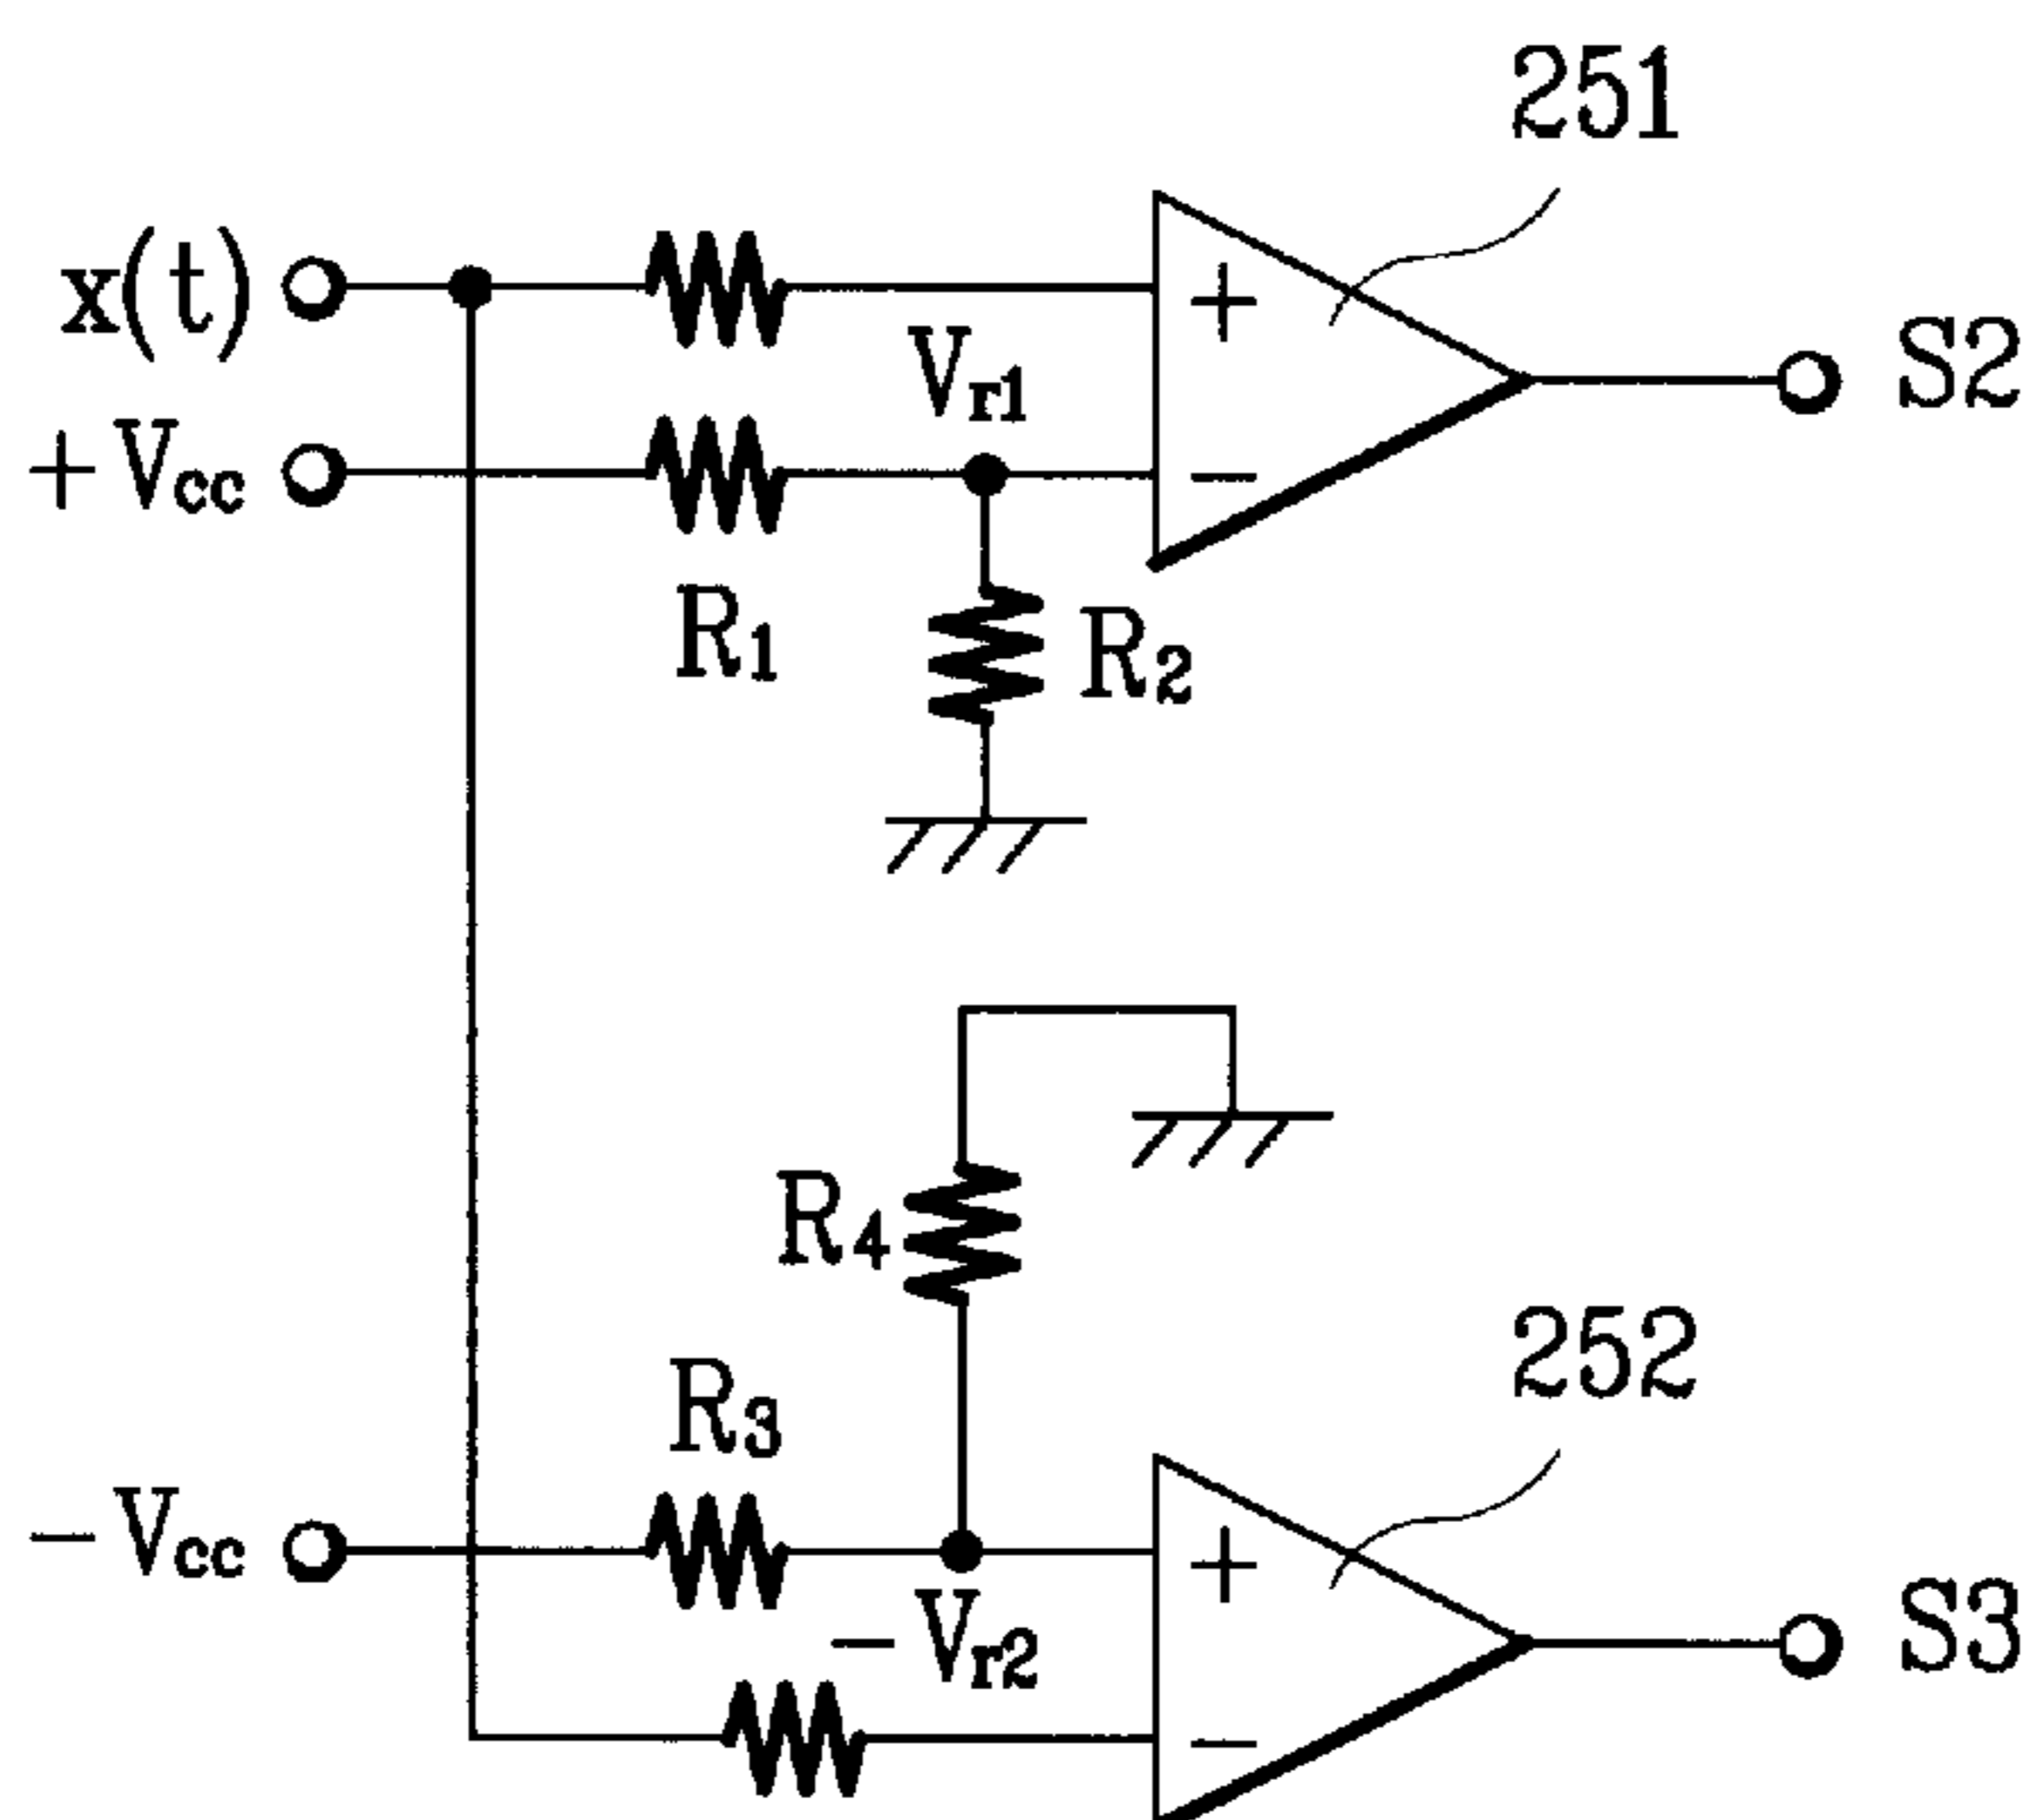 251
x(t)
+
S2
Vr1
+Vcc
−
R1
R2
R4
252
R3
−Vcc
+
S3
−Vr2
−